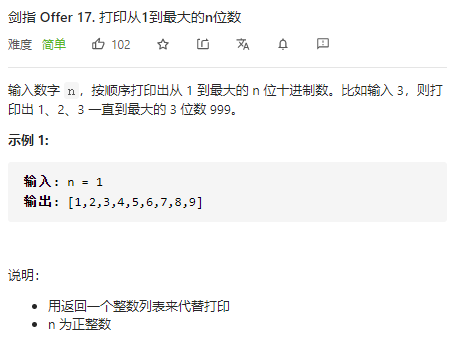 剑指 Offer 17. 打印从1到最大的n位数
难度 简单 102
输入数字 n，按顺序打印出从 1 到最大的 n 位十进制数。比如输入 3，则打
印出 1、2、3 一直到最大的 3 位数 999。
示例 1:
输入: n = 1
输出: [1,2,3,4,5,6,7,8,9]
说明：
用返回一个整数列表来代替打印
n 为正整数